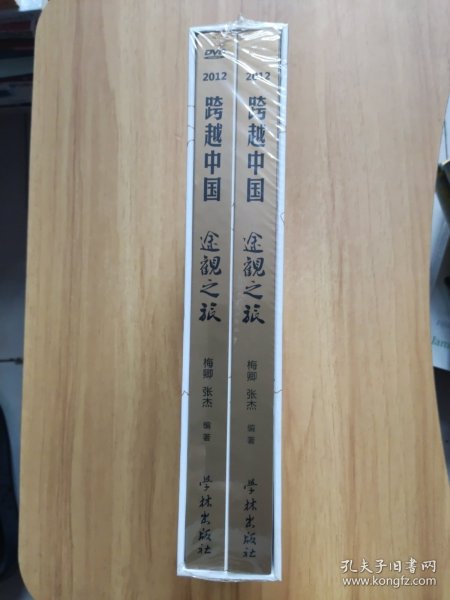 DVD
2012
跨越中国
途觀之旅
梅卿 张杰 编著
学林出版社
2012
跨越中国
途觀之旅
梅卿 张杰 编著
学林出版社
孔夫子旧书网
www.kongfz.com